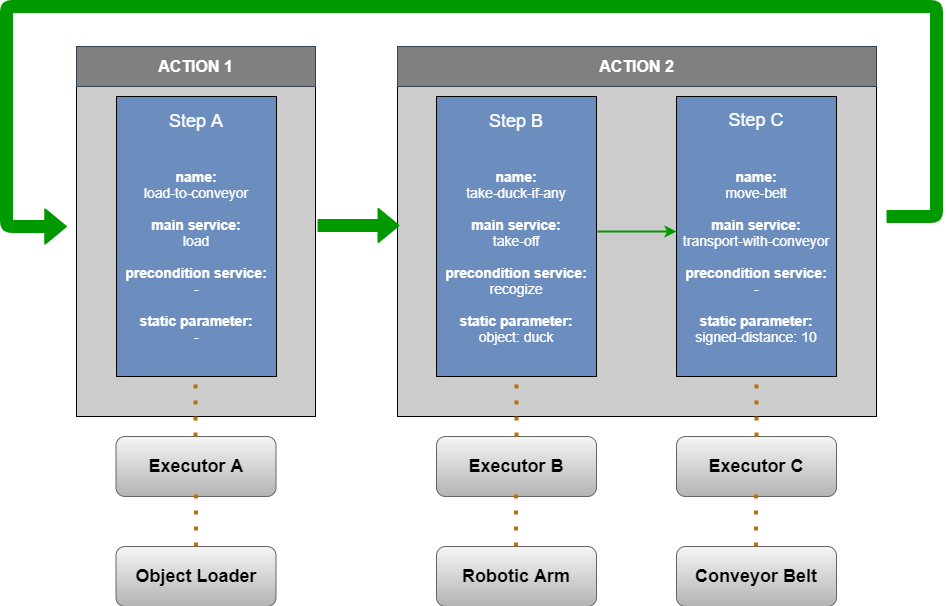 ACTION 1
Step A
name:
load-to-conveyor
main service:
load
precondition service:
-
static parameter:
-
ACTION 2
Step B
name:
take-duck-if-any
main service:
take-off
precondition service:
recogize
static parameter:
object: duck
Step C
name:
move-belt
main service:
transport-with-conveyor
precondition service:
-
static parameter:
signed-distance: 10
Executor A
Executor B
Executor C
Object Loader
Robotic Arm
Conveyor Belt